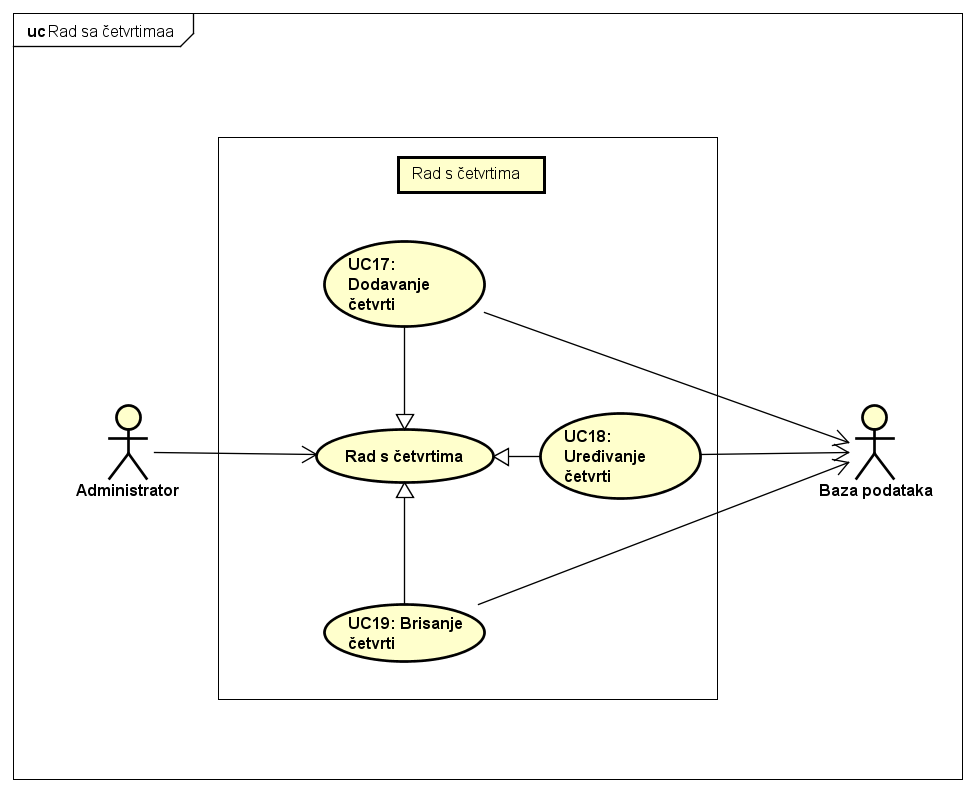 uc Rad sa četvrtimaa
Rad s četvrtima
UC17:
Dodavanje
četvrti
UC18:
Uređivanje
četvrti
Rad s četvrtima
Administrator
Baza podataka
UC19: Brisanje
četvrti